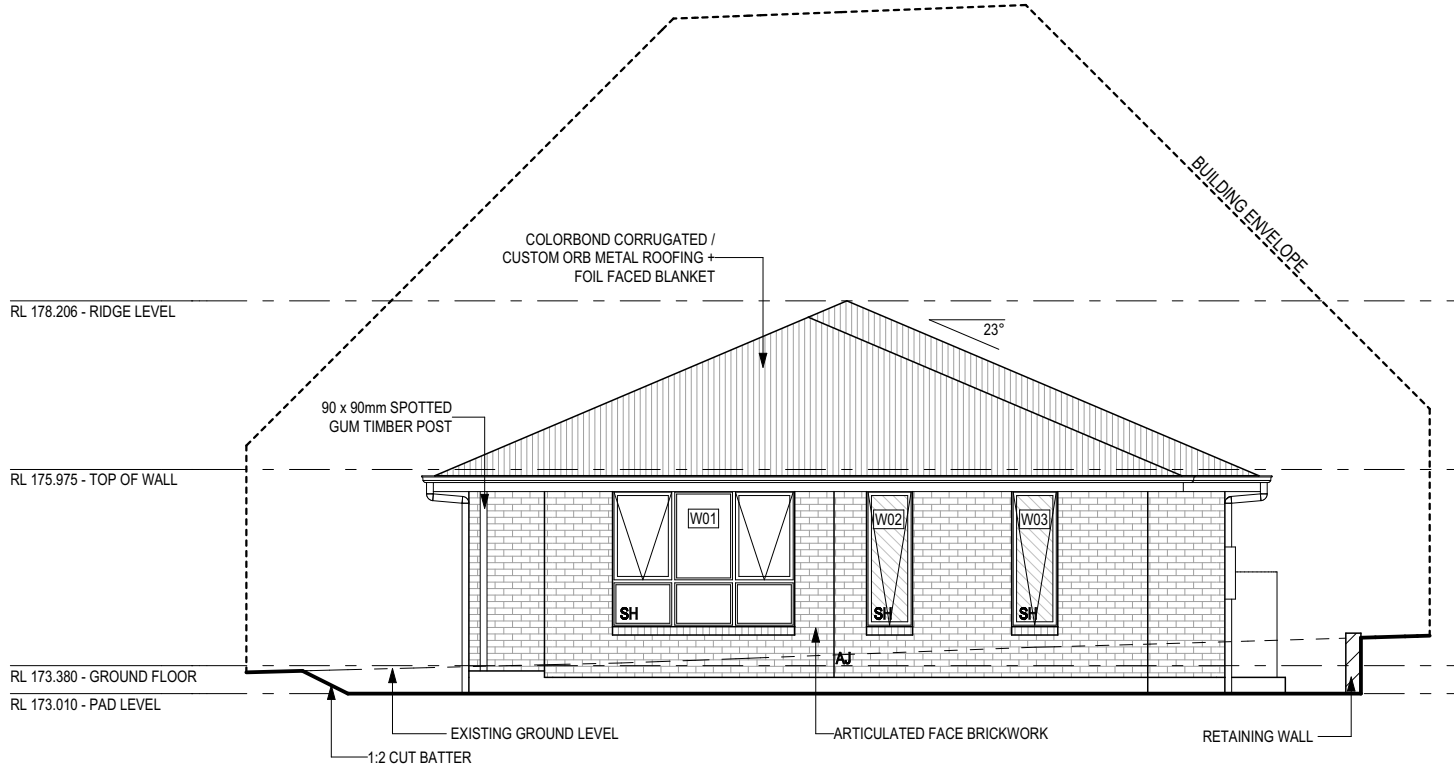 BUILDING ENVELOPE
COLORBOND CORRUGATED /
CUSTOM ORB METAL ROOFING +
FOIL FACED BLANKET
RL 178.206 - RIDGE LEVEL
23°
90 x 90mm SPOTTED
GUM TIMBER POST
RL 175.975 - TOP OF WALL
W01
W02
W03
SH
SH
SH
AJ
RL 173.380 - GROUND FLOOR
RL 173.010 - PAD LEVEL
EXISTING GROUND LEVEL
ARTICULATED FACE BRICKWORK
RETAINING WALL
1:2 CUT BATTER